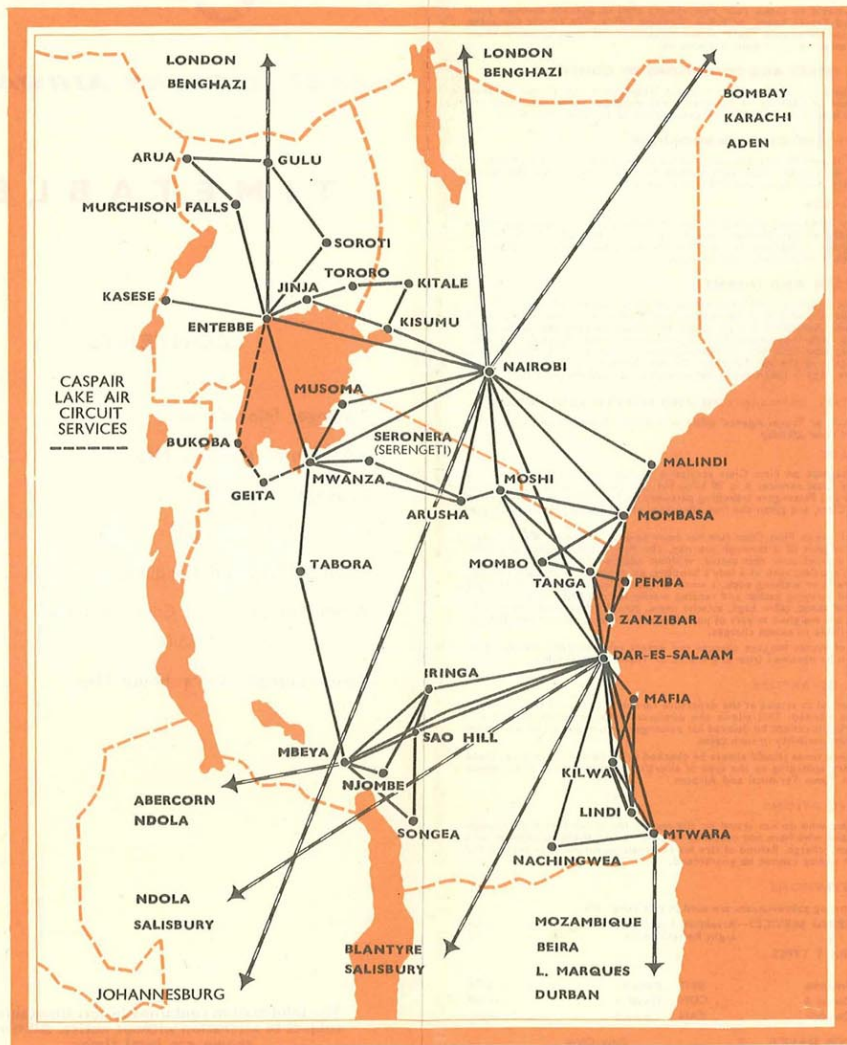 LONDON
BENGHAZI
LONDON
BENGHAZI
BOMBAY
KARACHI
ADEN
ARUA
GULU
MURCHISON FALLS
SOROTI
TORORO
KITALE
JINJA
KASESE
ENTEBBE
KISUMU
NAIROBI
CASPAIR
LAKE AIR
CIRCUIT
SERVICES
MUSOMA
BUKOBA
SERONERA
(SERENGETI)
MALINDI
GEITA
MWANZA
MOSHI
ARUSHA
MOMBASA
TABORA
MOMBO
TANGA
PEMBA
ZANZIBAR
DAR-ES-SALAAM
IRINGA
MAFIA
SAO HILL
MBEYA
KILWA
NJOMBE
ABERCORN
NDOLA
LINDI
SONGEA
MTWARA
NACHINGWEA
NDOLA
SALISBURY
MOZAMBIQUE
BEIRA
L. MARQUES
DURBAN
BLANTYRE
SALISBURY
JOHANNESBURG